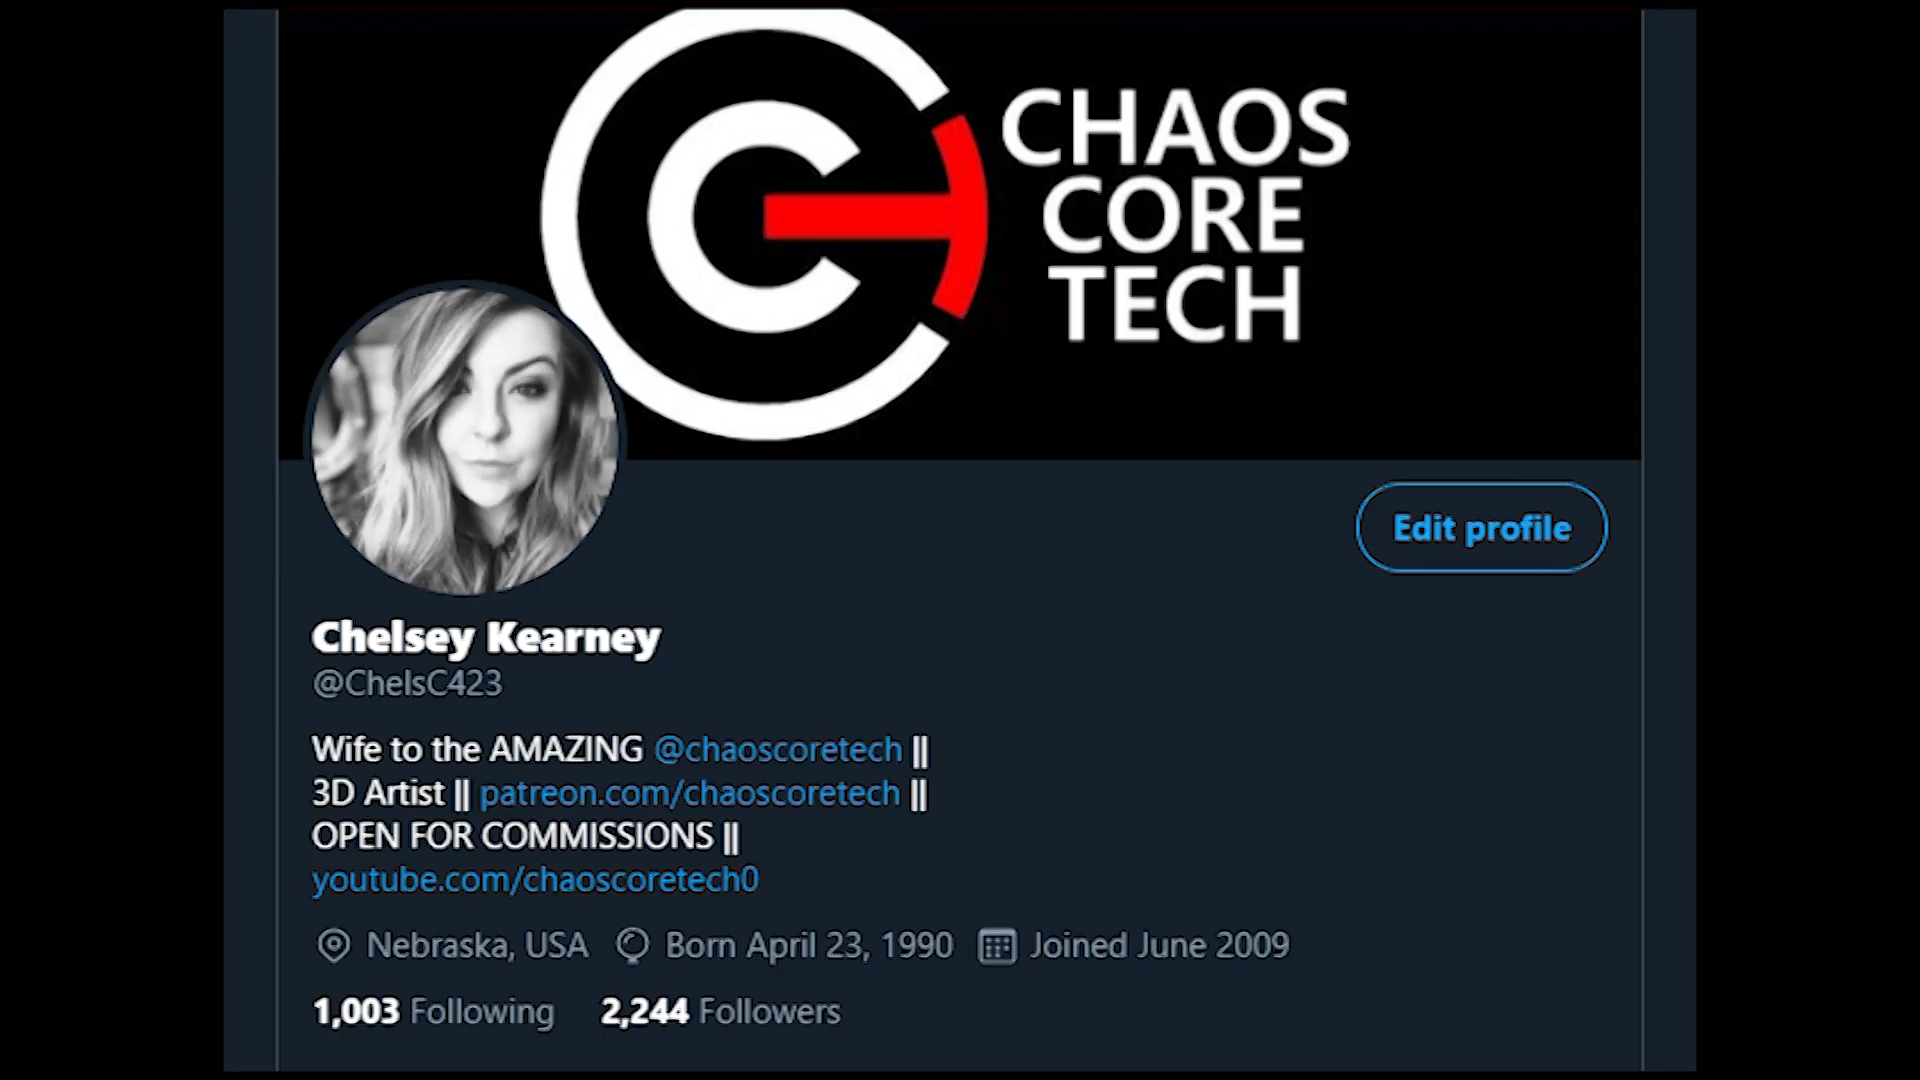 CHAOS
CORE
TECH
Edit profile
Chelsey Kearney
@ChelsC423
Wife to the AMAZING @chaoscoretech ||
3D Artist || patreon.com/chaoscoretech ||
OPEN FOR COMMISSIONS ||
youtube.com/chaoscoretech0
Nebraska, USA Born April 23, 1990 Joined June 2009
1,003 Following 2,244 Followers